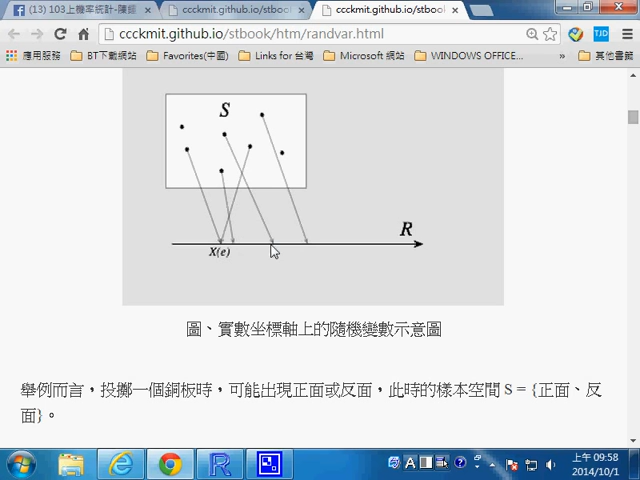 (13) 103上機率統計-陳鍾
ccckmit.github.io/stbook
ccckmit.github.io/stbook
ccckmit.github.io/stbook/htm/randvar.html
應用服務
BT下載網站
Favorites(中國)
Links for 台灣
Microsoft 網站
WINDOWS OFFICE...
»
其他書籤
S
R
X(e)
圖、實數坐標軸上的隨機變數示意圖
舉例而言，投擲一個銅板時，可能出現正面或反面，此時的樣本空間 S = {正面、反
面}。
上午 09:58
2014/10/1